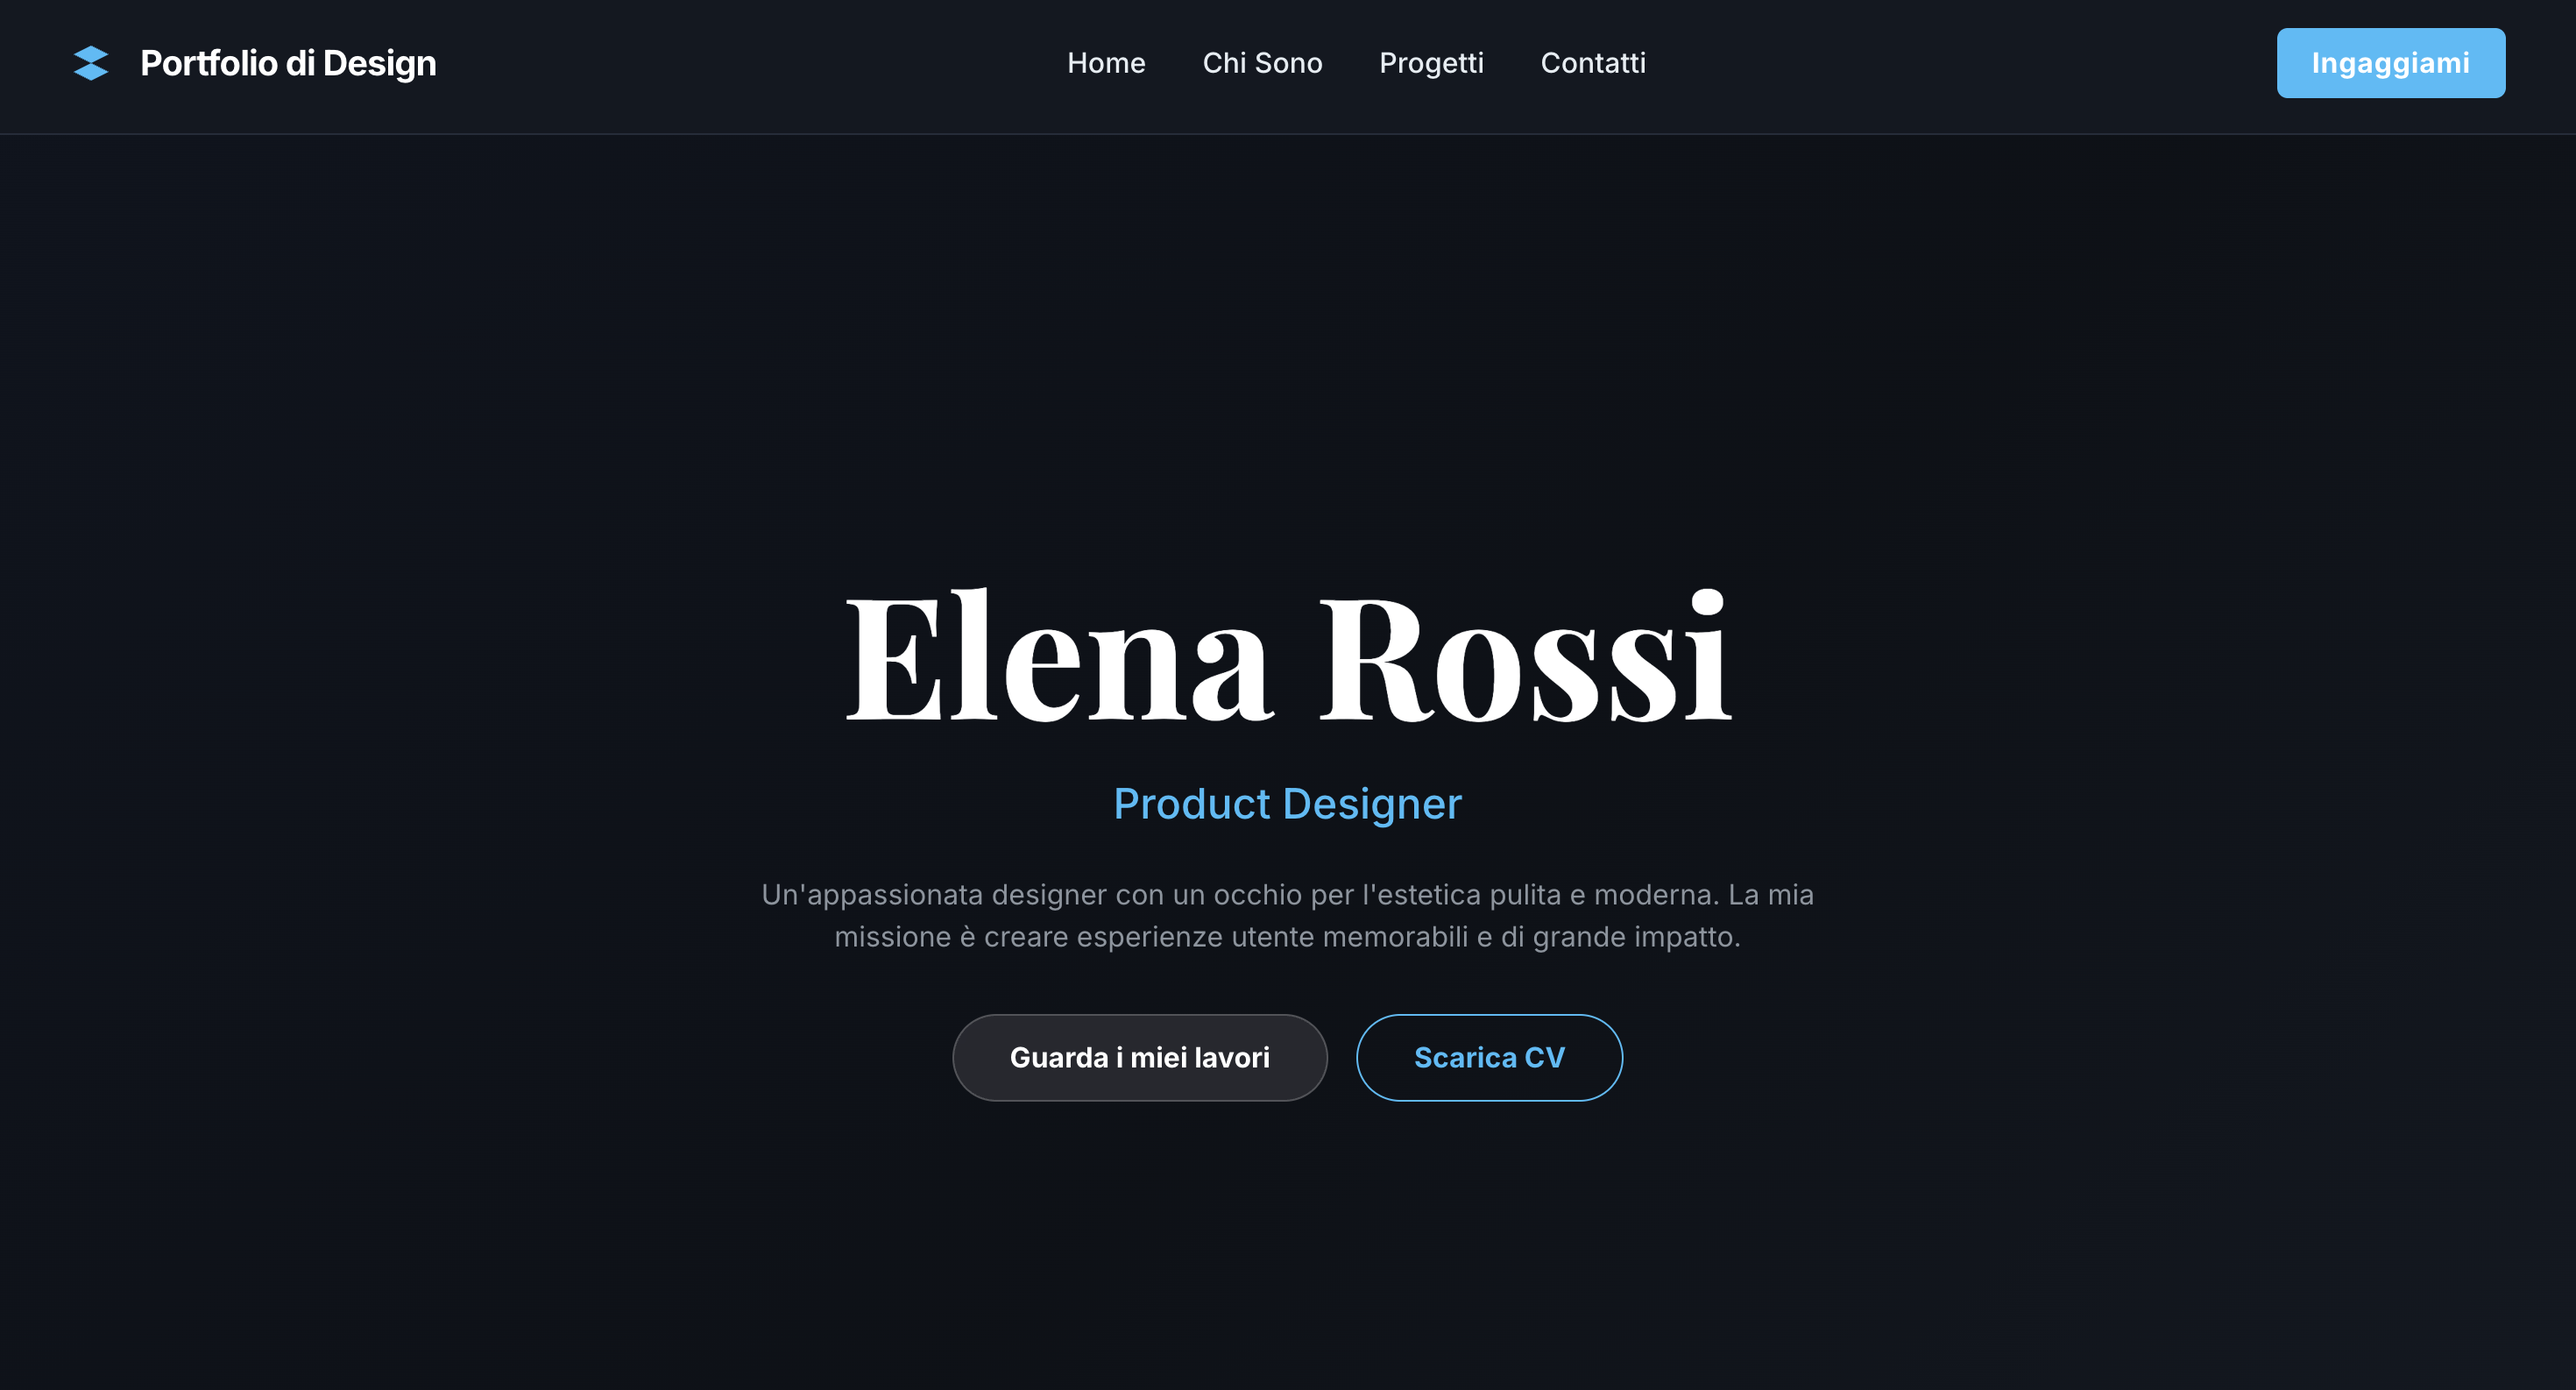 Portfolio di Design
Home
Chi Sono
Progetti
Contatti
Ingaggiami
Elena Rossi
Product Designer
Un'appassionata designer con un occhio per l'estetica pulita e moderna. La mia
missione è creare esperienze utente memorabili e di grande impatto.
Guarda i miei lavori
Scarica CV